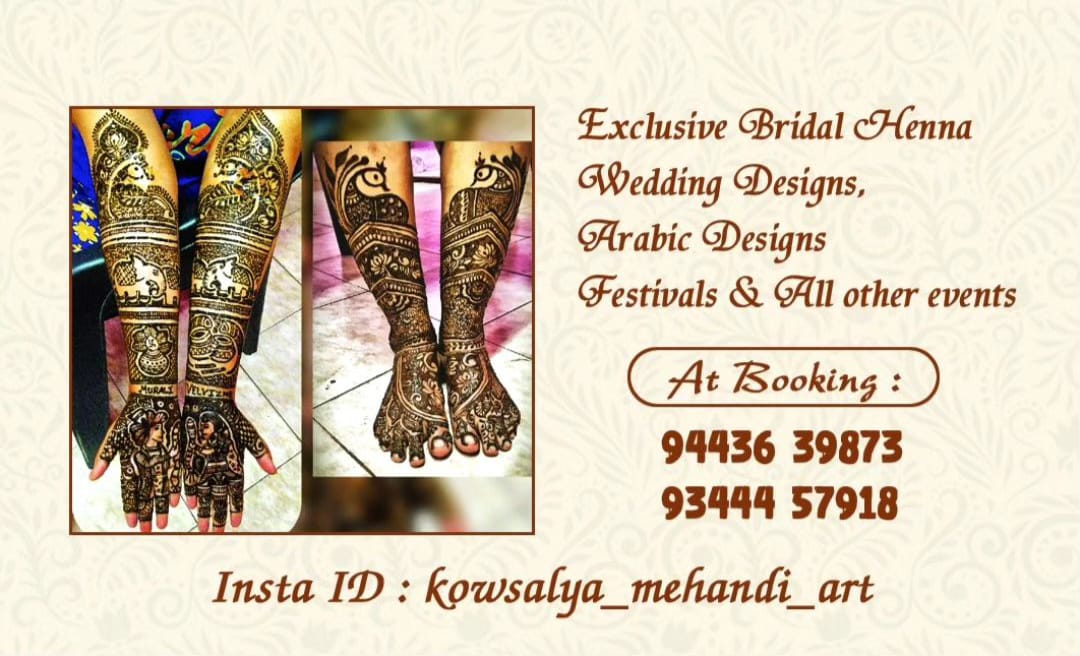 Exclusive Bridal Henna
Wedding Designs,
Arabic Designs
Festivals & All other events
At Booking :
94436 39873
93444 57918
Insta ID : kowsalya_mehandi_art